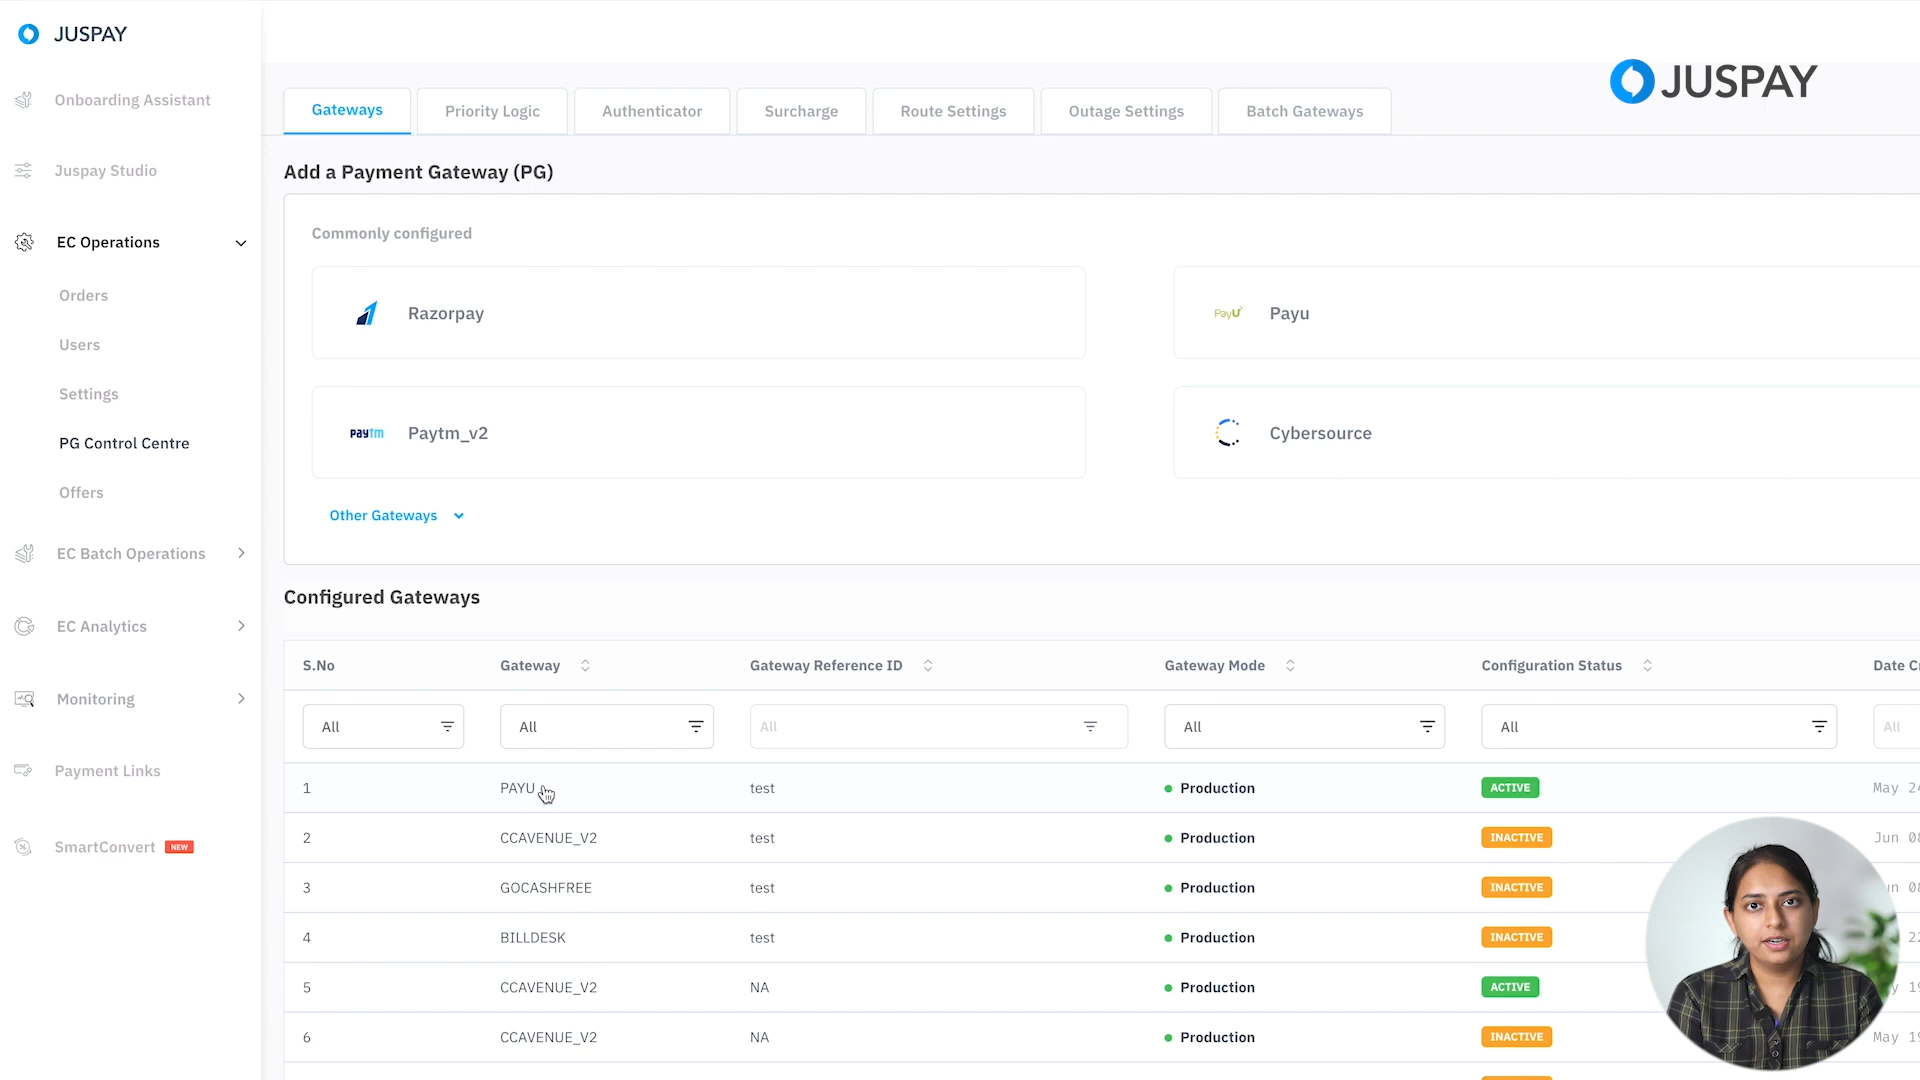 JUSPAY
Onboarding Assistant
Juspay Studio
EC Operations
Orders
Users
Settings
PG Control Centre
Offers
EC Batch Operations
EC Analytics
Monitoring
Payment Links
SmartConvert NEW
JUSPAY
Gateways Priority Logic Authenticator Surcharge Route Settings Outage Settings Batch Gateways
Add a Payment Gateway (PG)
Commonly configured
Razorpay
PayU Payu
paytm Paytm_v2
Cybersource
Other Gateways
Configured Gateways
S.No Gateway Gateway Reference ID Gateway Mode Configuration Status Date
All All All All All All
1 PAYU test Production ACTIVE May
2 CCAVENUE_V2 test Production INACTIVE Jun
3 GOCASHFREE test Production INACTIVE
4 BILLDESK test Production INACTIVE
5 CCAVENUE_V2 NA Production ACTIVE
6 CCAVENUE_V2 NA Production INACTIVE May